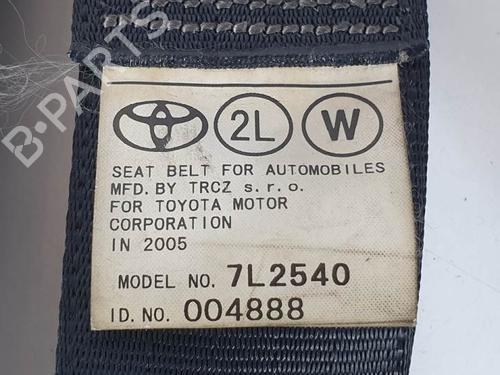 2L W
SEAT BELT FOR AUTOMOBILES
MFD. BY TRCZ s. r. o.
FOR TOYOTA MOTOR
CORPORATION
IN 2005
MODEL NO. 7L2540
I D. NO. 004888
B-PARTS